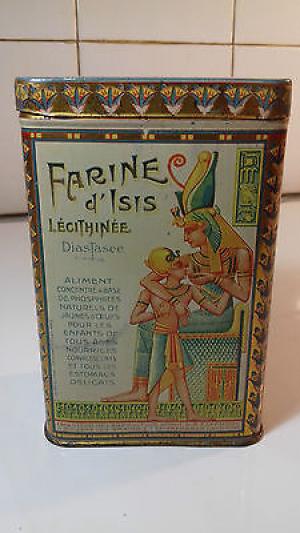 FARINE
d'ISIS
LÉCITHINÉE
Diastasée
ALIMENT
CONCENTRÉ A BASE
DE PHOSPHATES
NATURELS DE
JAUNES D'ŒUFS
POUR LES
ENFANTS DE
TOUS ÂGES
NOURRICES
CONVALESCENTS
ET TOUS LES
ESTOMACS
DÉLICATS